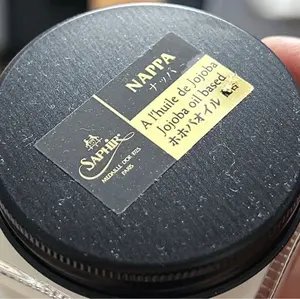 NAPPA
ナッパ
A l'huile de Jojoba
Jojoba oil based
ホホバオイル
SAPHIR
MEDAILLE D'OR 1925
PARIS